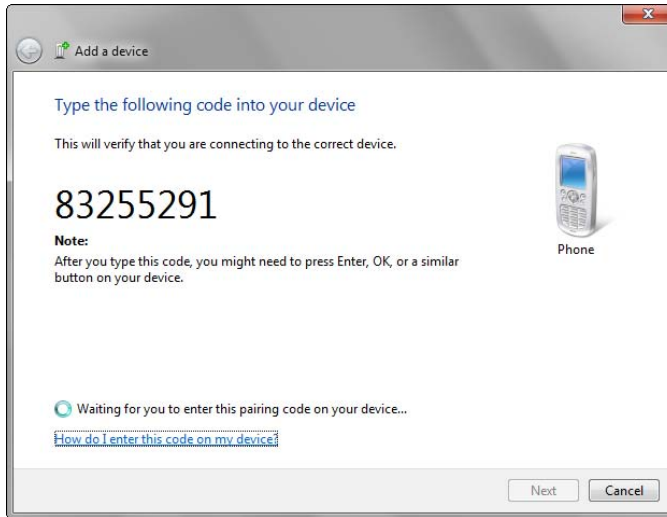 Add a device
Type the following code into your device
This will verify that you are connecting to the correct device.
83255291
Phone
Note:
After you type this code, you might need to press Enter, OK, or a similar
button on your device.
Waiting for you to enter this pairing code on your device...
How do I enter this code on my device?
Next
Cancel